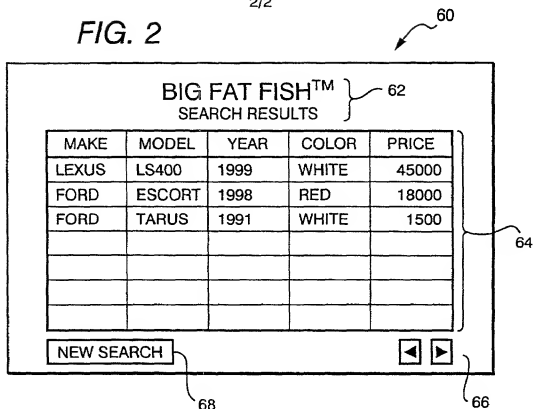 2/2
FIG. 2
60
BIG FAT FISH™
SEARCH RESULTS
62
MAKE MODEL YEAR COLOR PRICE
LEXUS LS400 1999 WHITE 45000
FORD ESCORT 1998 RED 18000
FORD TARUS 1991 WHITE 1500
64
NEW SEARCH
68
66